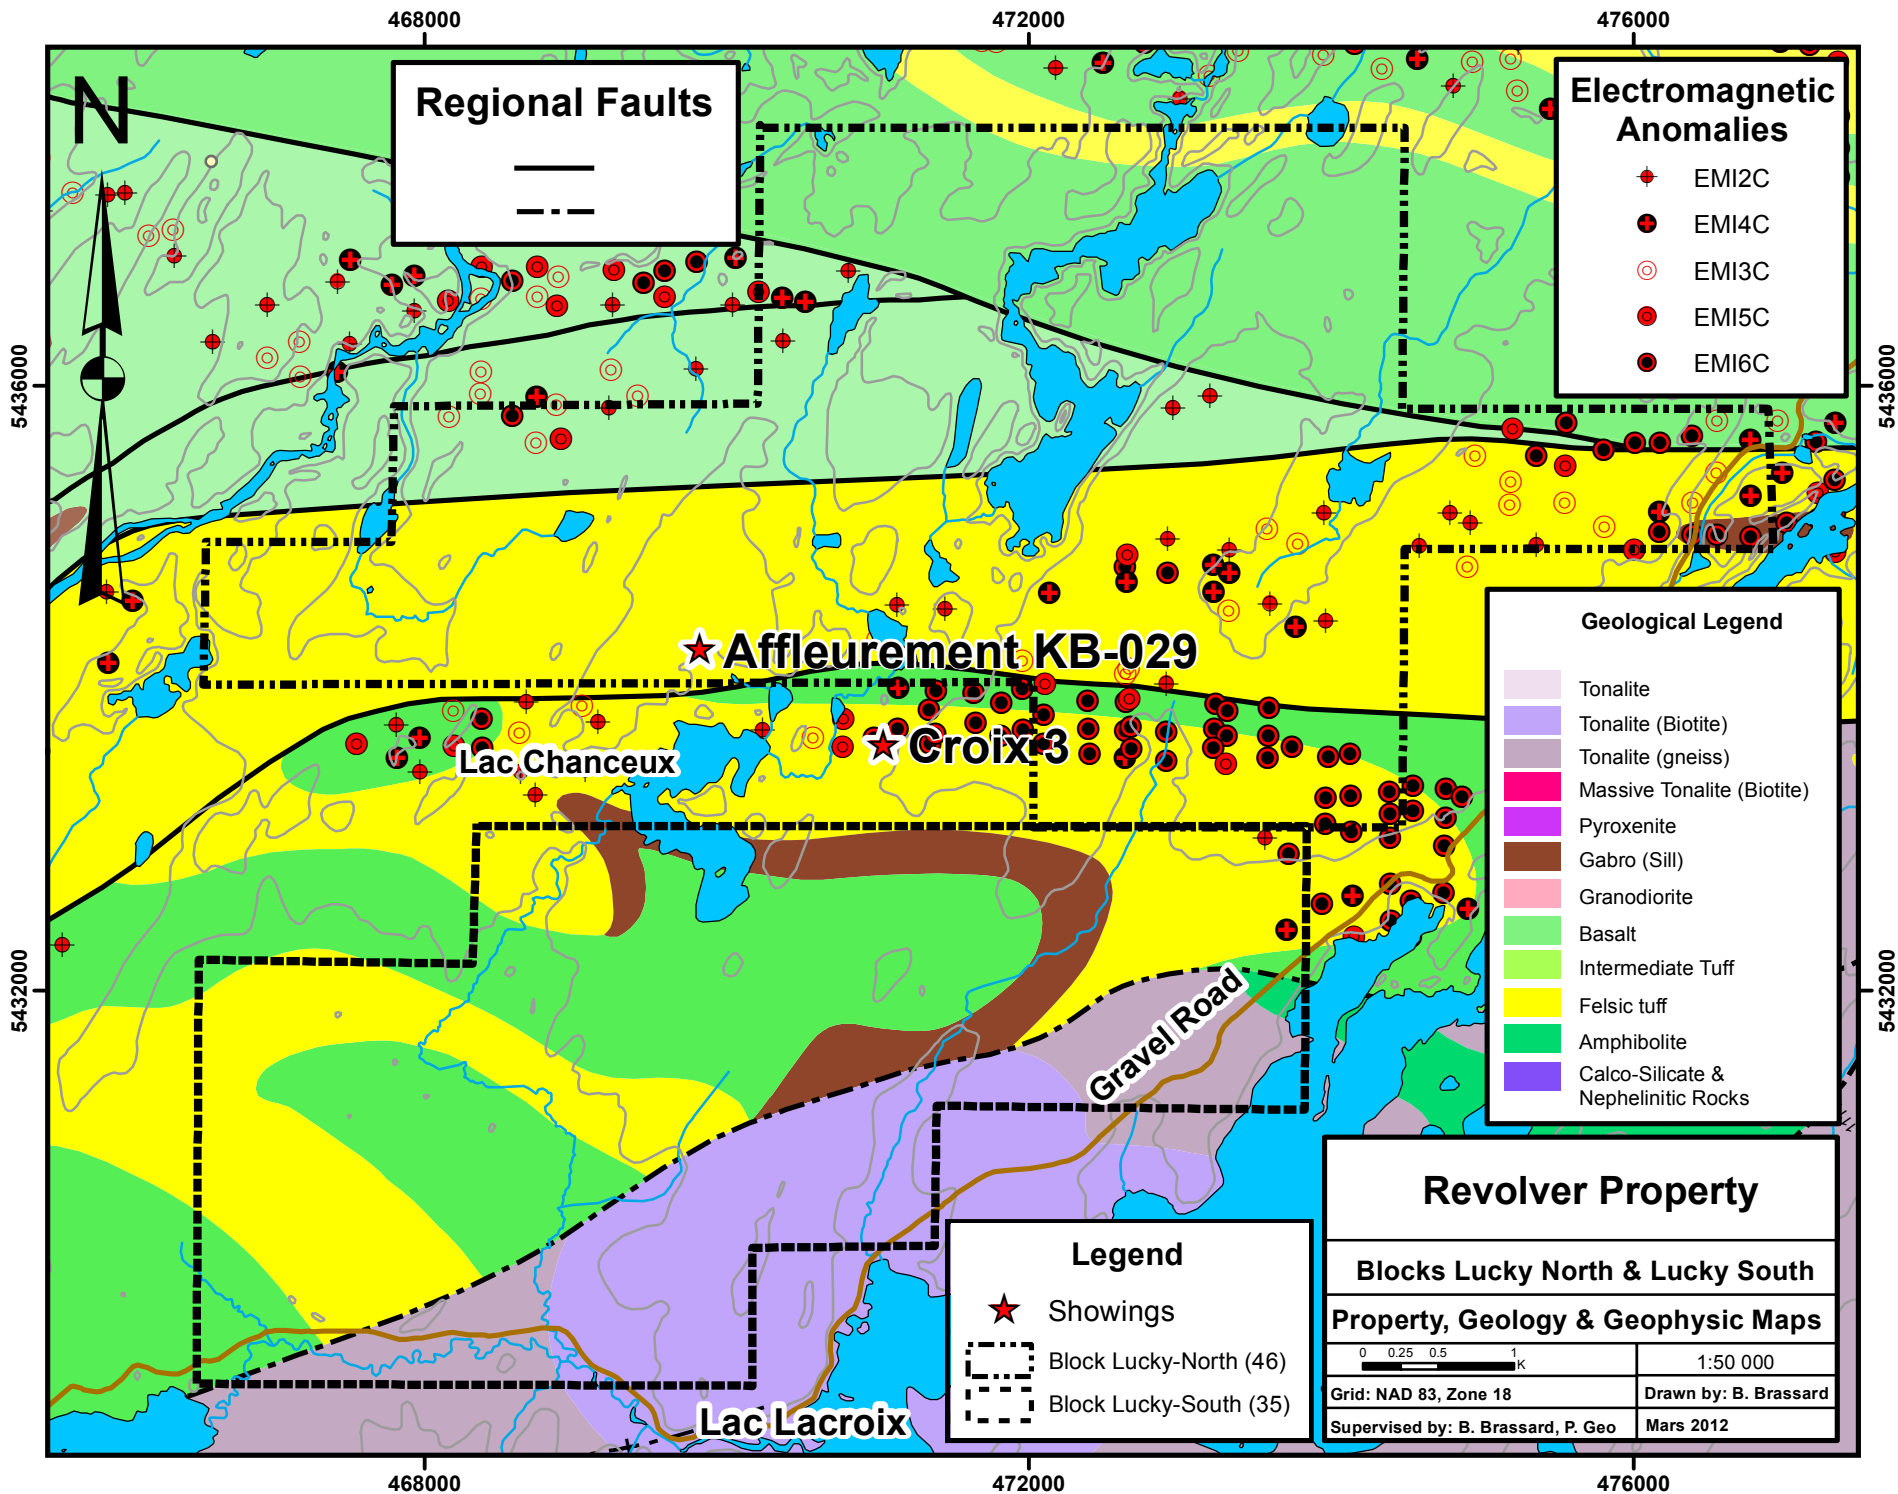 468000
472000
476000
N
Regional Faults
Electromagnetic
Anomalies
EMI2C
EMI4C
EMI3C
EMI5C
EMI6C
5436000
5436000
Affleurement KB-029
Croix 3
Lac Chanceux
Geological Legend
Tonalite
Tonalite (Biotite)
Tonalite (gneiss)
Massive Tonalite (Biotite)
Pyroxenite
Gabro (Sill)
Granodiorite
Basalt
Intermediate Tuff
Felsic tuff
Amphibolite
Calco-Silicate &
Nephelinitic Rocks
5432000
5432000
Gravel Road
Lac Lacroix
Legend
Showings
Block Lucky-North (46)
Block Lucky-South (35)
Revolver Property
Blocks Lucky North & Lucky South
Property, Geology & Geophysic Maps
0 0.25 0.5 1
K
1:50 000
Grid: NAD 83, Zone 18
Drawn by: B. Brassard
Supervised by: B. Brassard, P. Geo
Mars 2012
468000
472000
476000